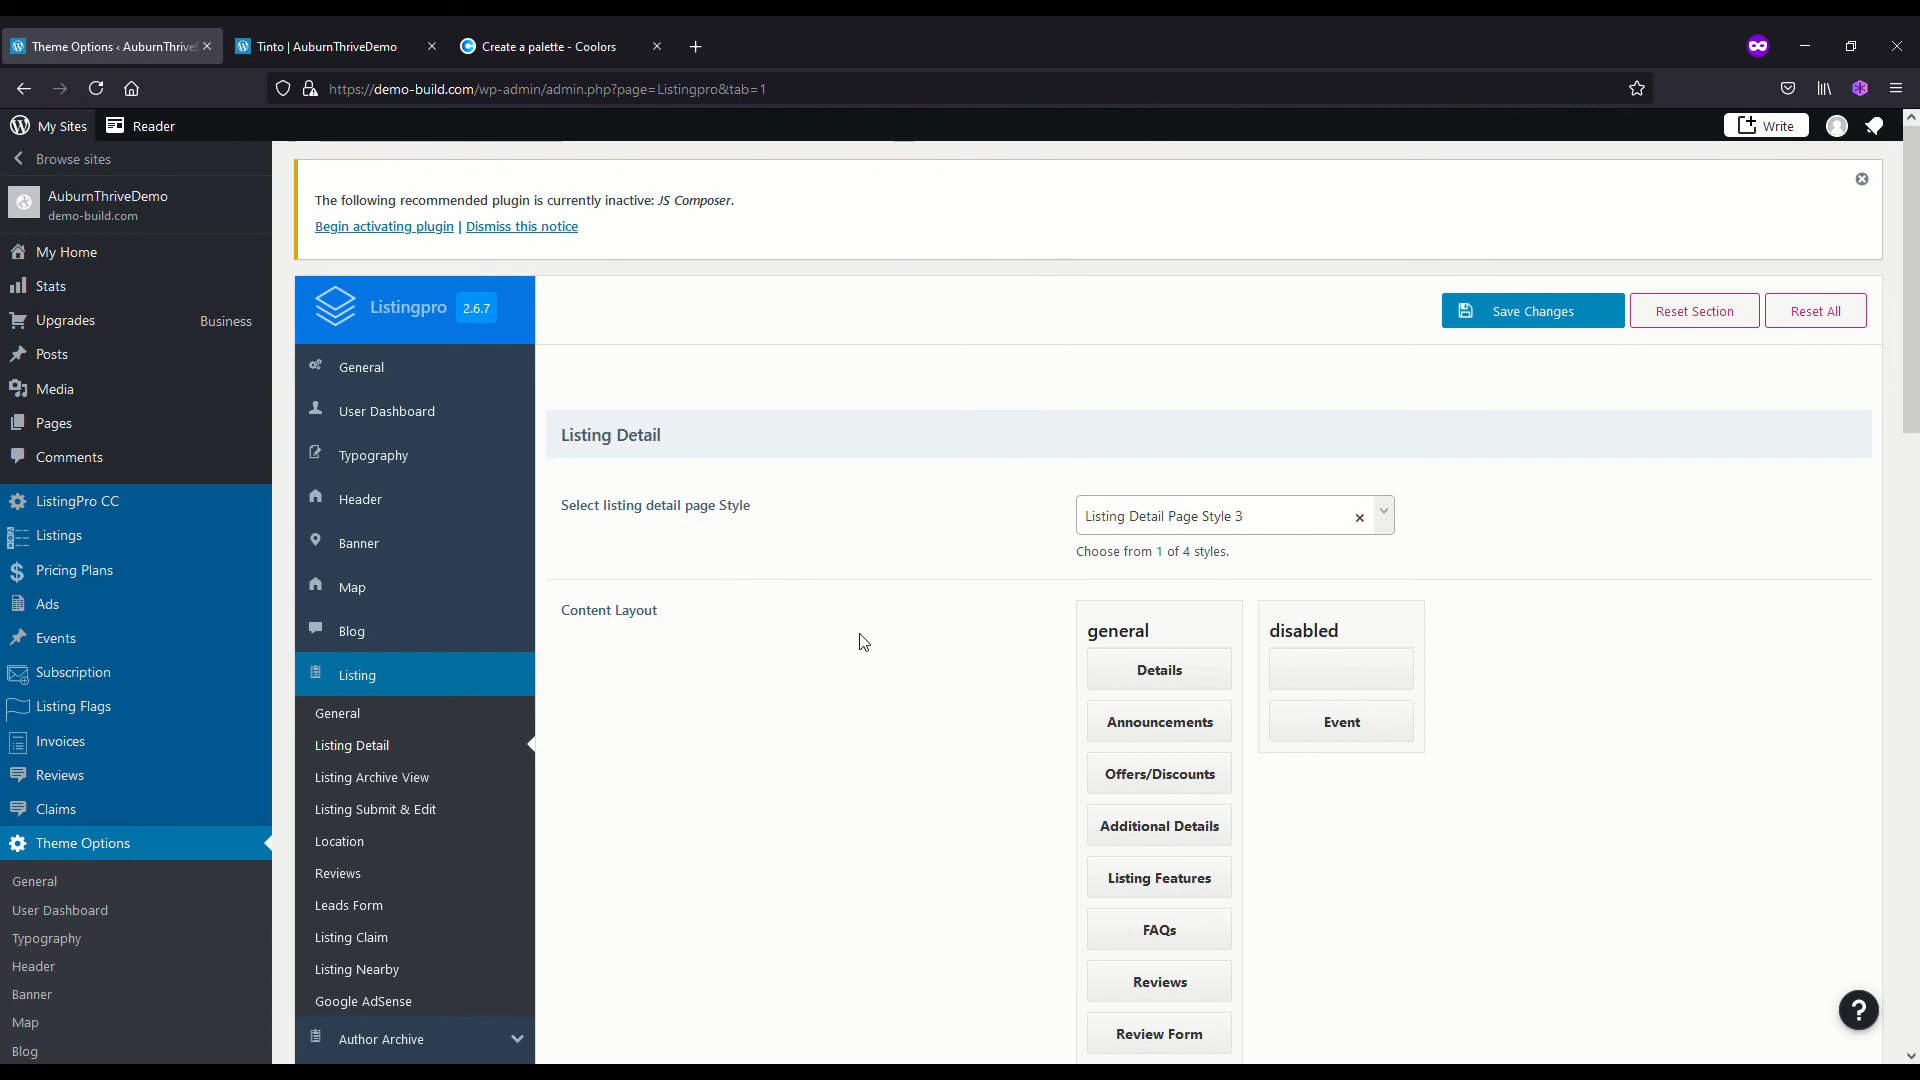 Theme Options ‹ AuburnThriveD
Tinto | AuburnThriveDemo
Create a palette - Coolors
https://demo-build.com/wp-admin/admin.php?page=Listingpro&tab=1
My Sites
Reader
Write
Browse sites
AuburnThriveDemo
demo-build.com
My Home
Stats
Upgrades
Business
Posts
Media
Pages
Comments
ListingPro CC
Listings
Pricing Plans
Ads
Events
Subscription
Listing Flags
Invoices
Reviews
Claims
Theme Options
General
User Dashboard
Typography
Header
Banner
Map
Blog
The following recommended plugin is currently inactive: JS Composer.
Begin activating plugin | Dismiss this notice
Listingpro 2.6.7
General
User Dashboard
Typography
Header
Banner
Map
Blog
Listing
General
Listing Detail
Listing Archive View
Listing Submit & Edit
Location
Reviews
Leads Form
Listing Claim
Listing Nearby
Google AdSense
Author Archive
Save Changes
Reset Section
Reset All
Listing Detail
Select listing detail page Style
Listing Detail Page Style 3
Choose from 1 of 4 styles.
Content Layout
general
Details
Announcements
Offers/Discounts
Additional Details
Listing Features
FAQs
Reviews
Review Form
disabled
Event
?